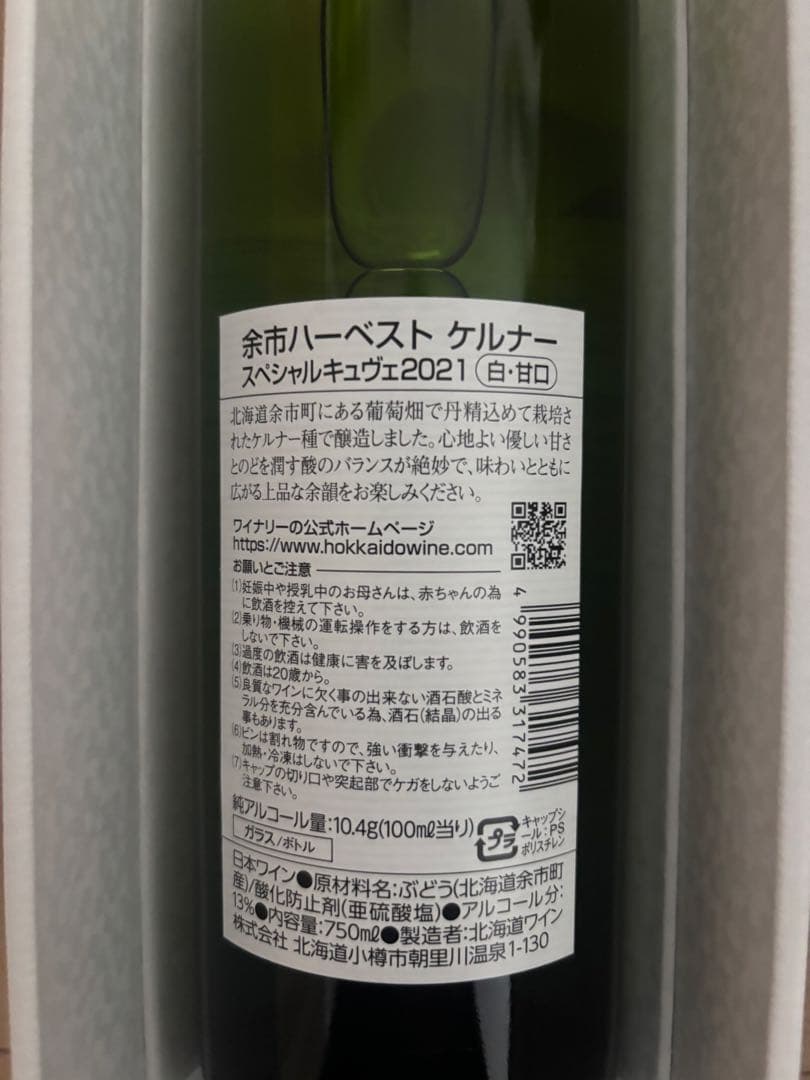 余市ハーベスト ケルナー
スペシャルキュヴェ2021 白・甘口
北海道余市町にある葡萄畑で丹精込めて栽培さ
れたケルナー種で醸造しました。心地よい優しい甘さ
とのどを潤す酸のバランスが絶妙で、味わいとともに
広がる上品な余韻をお楽しみください。
ワイナリーの公式ホームページ
https://www.hokkaidowine.com
お願いとご注意
(1)妊娠中や授乳中のお母さんは、赤ちゃんの為
に飲酒を控えて下さい。
(2)乗り物・機械の運転操作をする方は、飲酒を
しないで下さい。
(3)過度の飲酒は健康に害を及ぼします。
(4)飲酒は20歳から。
(5)良質なワインに欠く事の出来ない酒石酸とミネ
ラル分を充分含んでいる為、酒石(結晶)の出る
事もあります。
(6)ビンは割れ物ですので、強い衝撃を与えたり、
加熱・冷凍はしないで下さい。
(7)キャップの切り口や突起部でケガをしないようご
注意下さい。
4990583317472
純アルコール量:10.4g(100ml当り)
ガラス/ボトル
プラ
キャップシ
ール:PS
ポリスチレン
日本ワイン●原材料名:ぶどう(北海道余市町
産)/酸化防止剤(亜硫酸塩)●アルコール分:
13%●内容量:750ml●製造者:北海道ワイン
株式会社 北海道小樽市朝里川温泉1-130